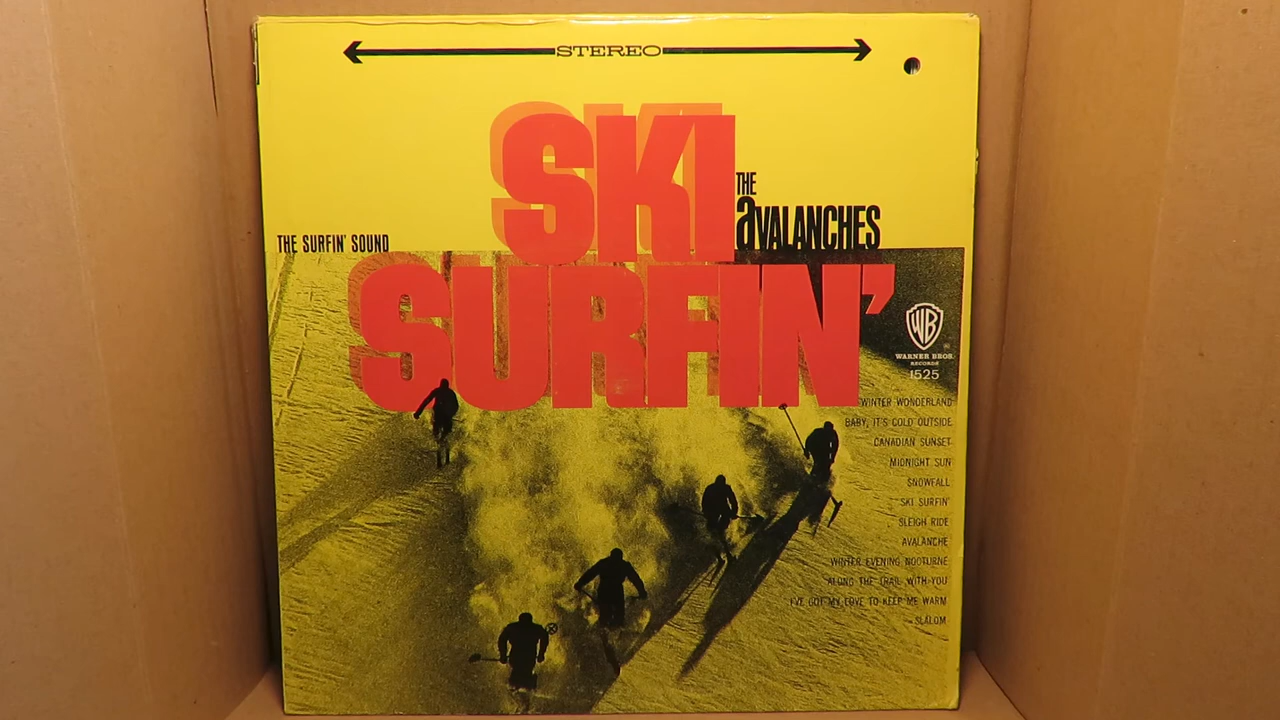 STEREO
SKI
THE
aVALANCHES
THE SURFIN' SOUND
SURFIN'
WB
WARNER BROS.
RECORDS
1525
WINTER WONDERLAND
BABY, IT'S COLD OUTSIDE
CANADIAN SUNSET
MIDNIGHT SUN
SNOWFALL
SKI SURFIN'
SLEIGH RIDE
AVALANCHE
WINTER EVENING NOCTURNE
ALONG THE TRAIL WITH YOU
I'VE GOT MY LOVE TO KEEP ME WARM
SLALOM